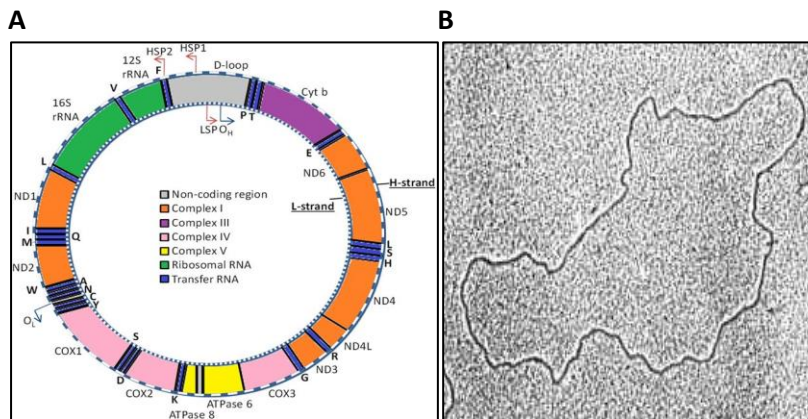 A
B
HSP2
HSP1
12S
rRNA
F
D-loop
V
16S
rRNA
Cyt b
LSP
O_H
P
T
L
E
ND6
H-strand
L-strand
ND1
ND5
Non-coding region
Complex I
Complex III
Complex IV
Complex V
Ribosomal RNA
Transfer RNA
I
M
Q
L
S
H
ND2
W
A
N
C
Y
O_L
ND4
COX1
S
ND4L
R
ND3
D
COX2
K
G
COX3
ATPase 6
ATPase 8